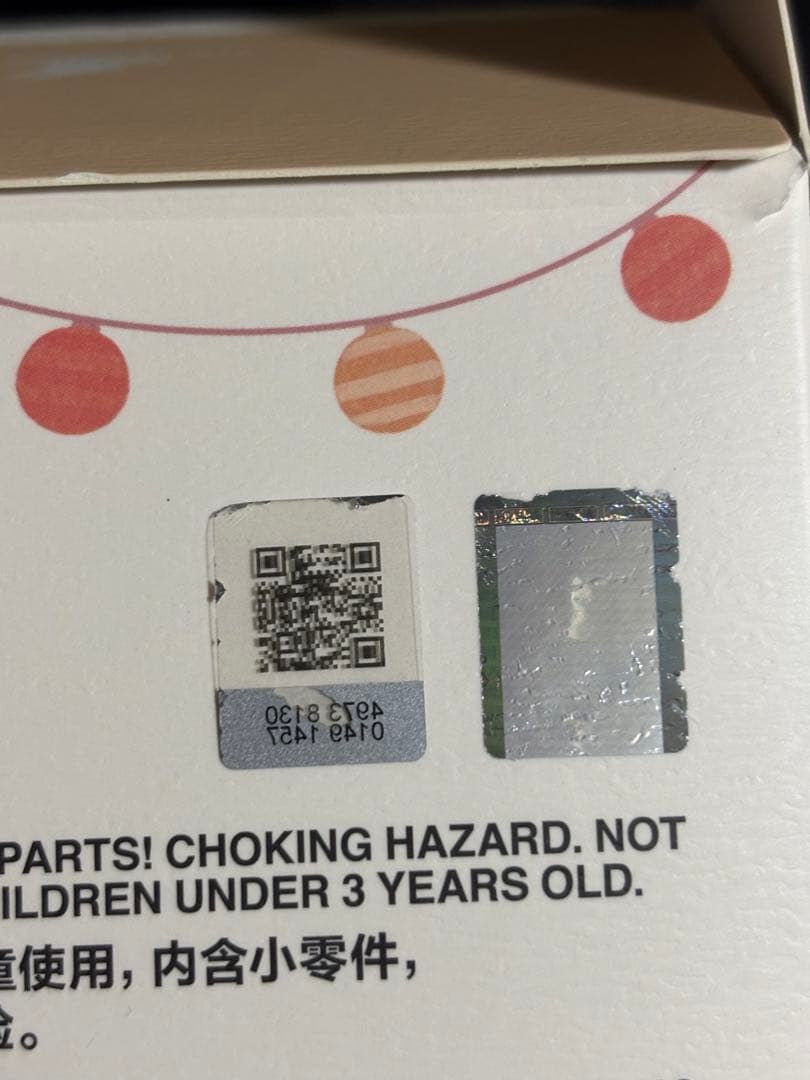 4973 8130
0149 1457
PARTS! CHOKING HAZARD. NOT
ILDREN UNDER 3 YEARS OLD.
童使用，内含小零件，
险。